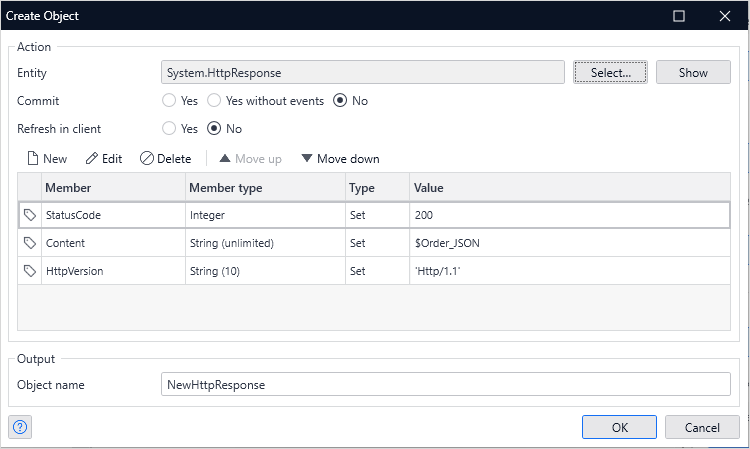 Create Object
Action
Entity System.HttpResponse Select... Show
Commit Yes Yes without events No
Refresh in client Yes No
New Edit Delete Move up Move down
Member Member type Type Value
StatusCode Integer Set 200
Content String (unlimited) Set $Order_JSON
HttpVersion String (10) Set 'Http/1.1'
Output
Object name NewHttpResponse
? OK Cancel